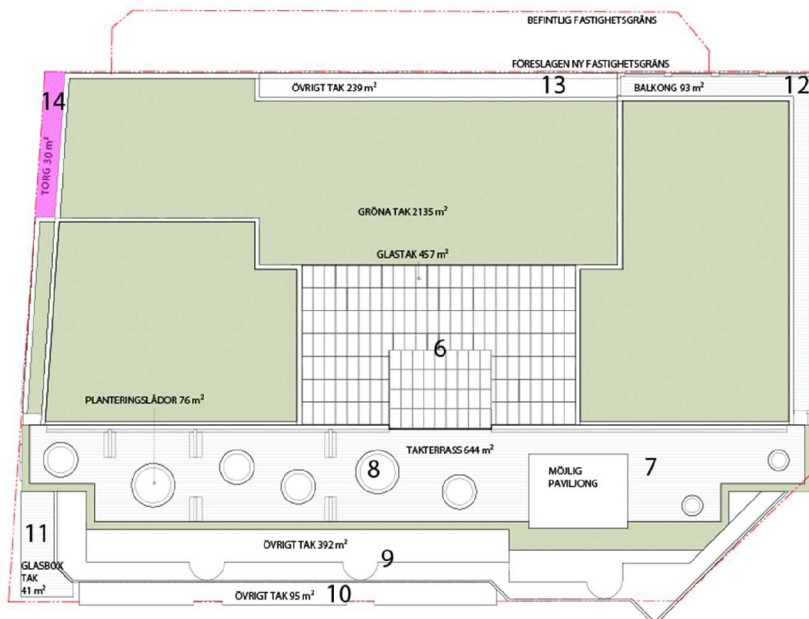 BEFINTLIG FASTIGHETSGRÄNS
FÖRESLAGEN NY FASTIGHETSGRÄNS
14
ÖVRIGT TAK 239 m²
13
BALKONG 93 m²
12
TORG 30 m²
GRÖNA TAK 2135 m²
GLASTAK 457 m²
6
PLANTERINGSLÅDOR 76 m²
TAKTERRASS 644 m²
8
MÖJLIG
PAVILJONG
7
11
ÖVRIGT TAK 392 m²
9
GLASBOX
TAK
41 m²
ÖVRIGT TAK 95 m²
10